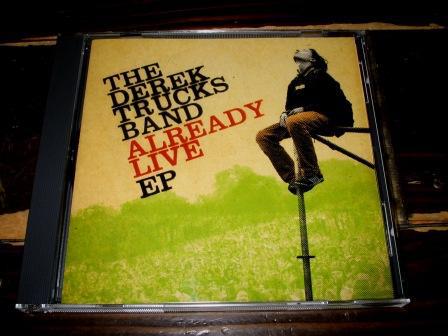 THE
DEREK
TRUCKS
BAND
ALREADY
LIVE
EP